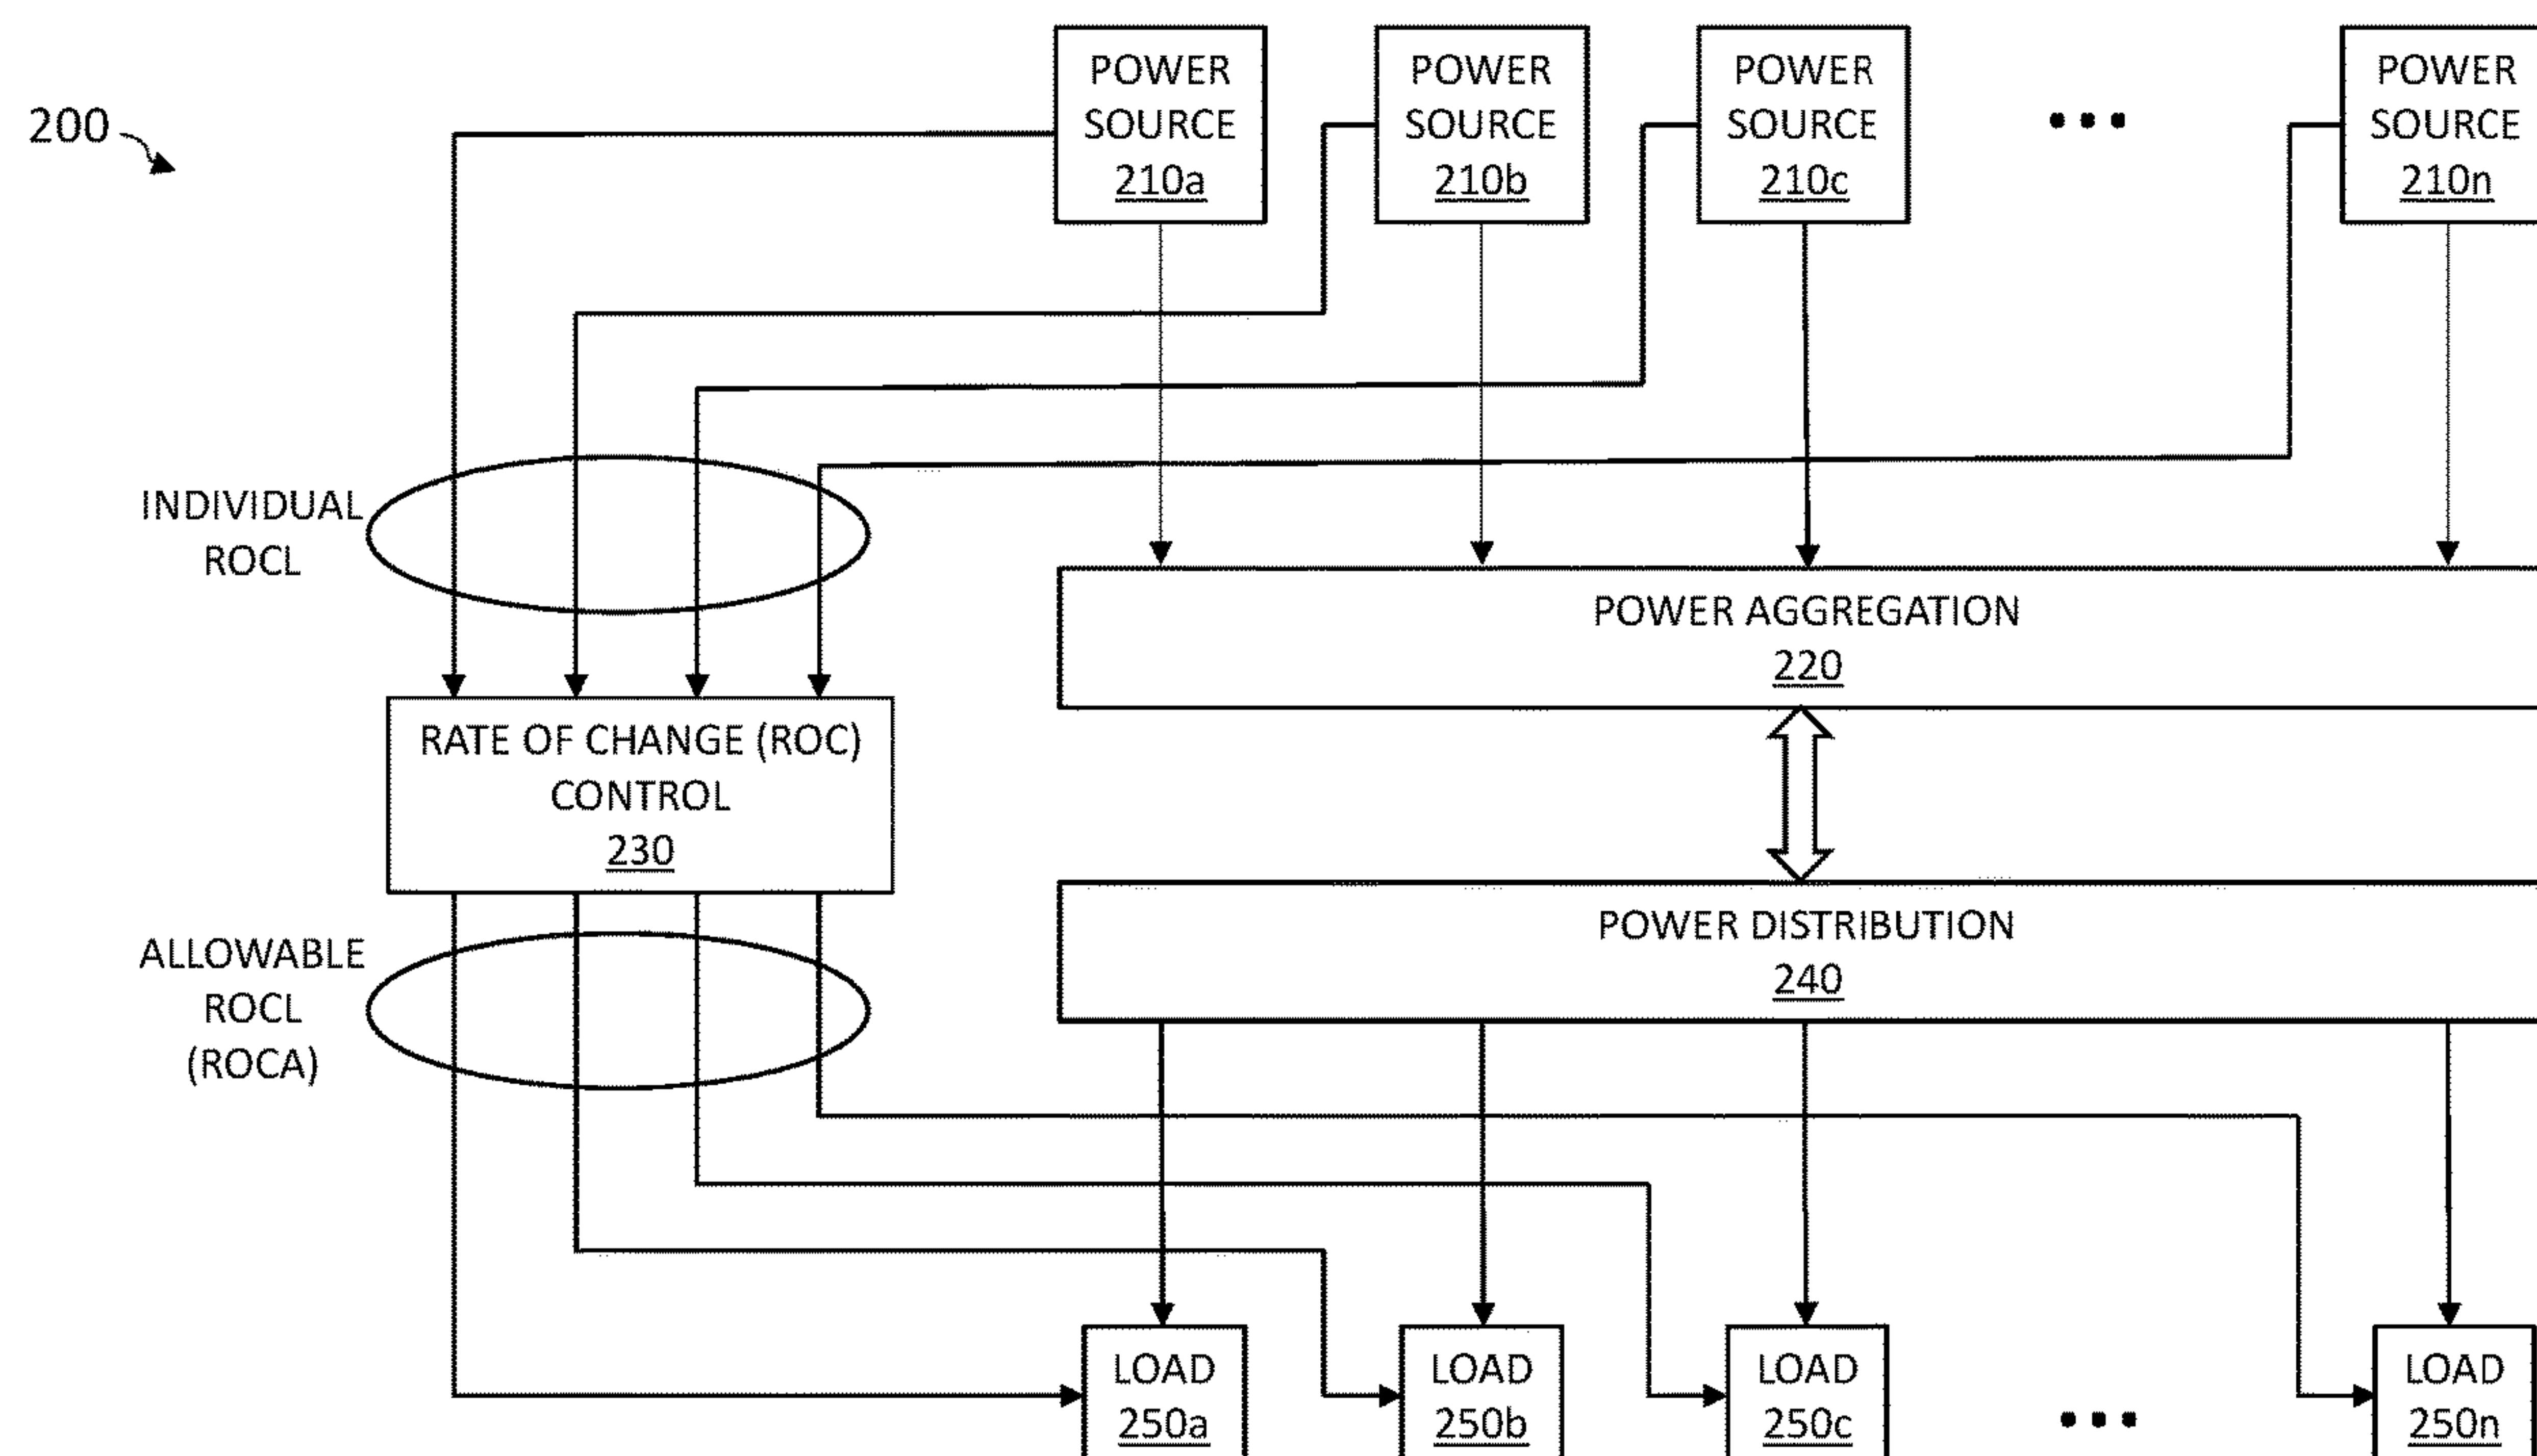 200
POWER
SOURCE
210a
POWER
SOURCE
210b
POWER
SOURCE
210c
...
POWER
SOURCE
210n
INDIVIDUAL
ROCL
POWER AGGREGATION
220
RATE OF CHANGE (ROC)
CONTROL
230
POWER DISTRIBUTION
240
ALLOWABLE
ROCL
(ROCA)
LOAD
250a
LOAD
250b
LOAD
250c
...
LOAD
250n